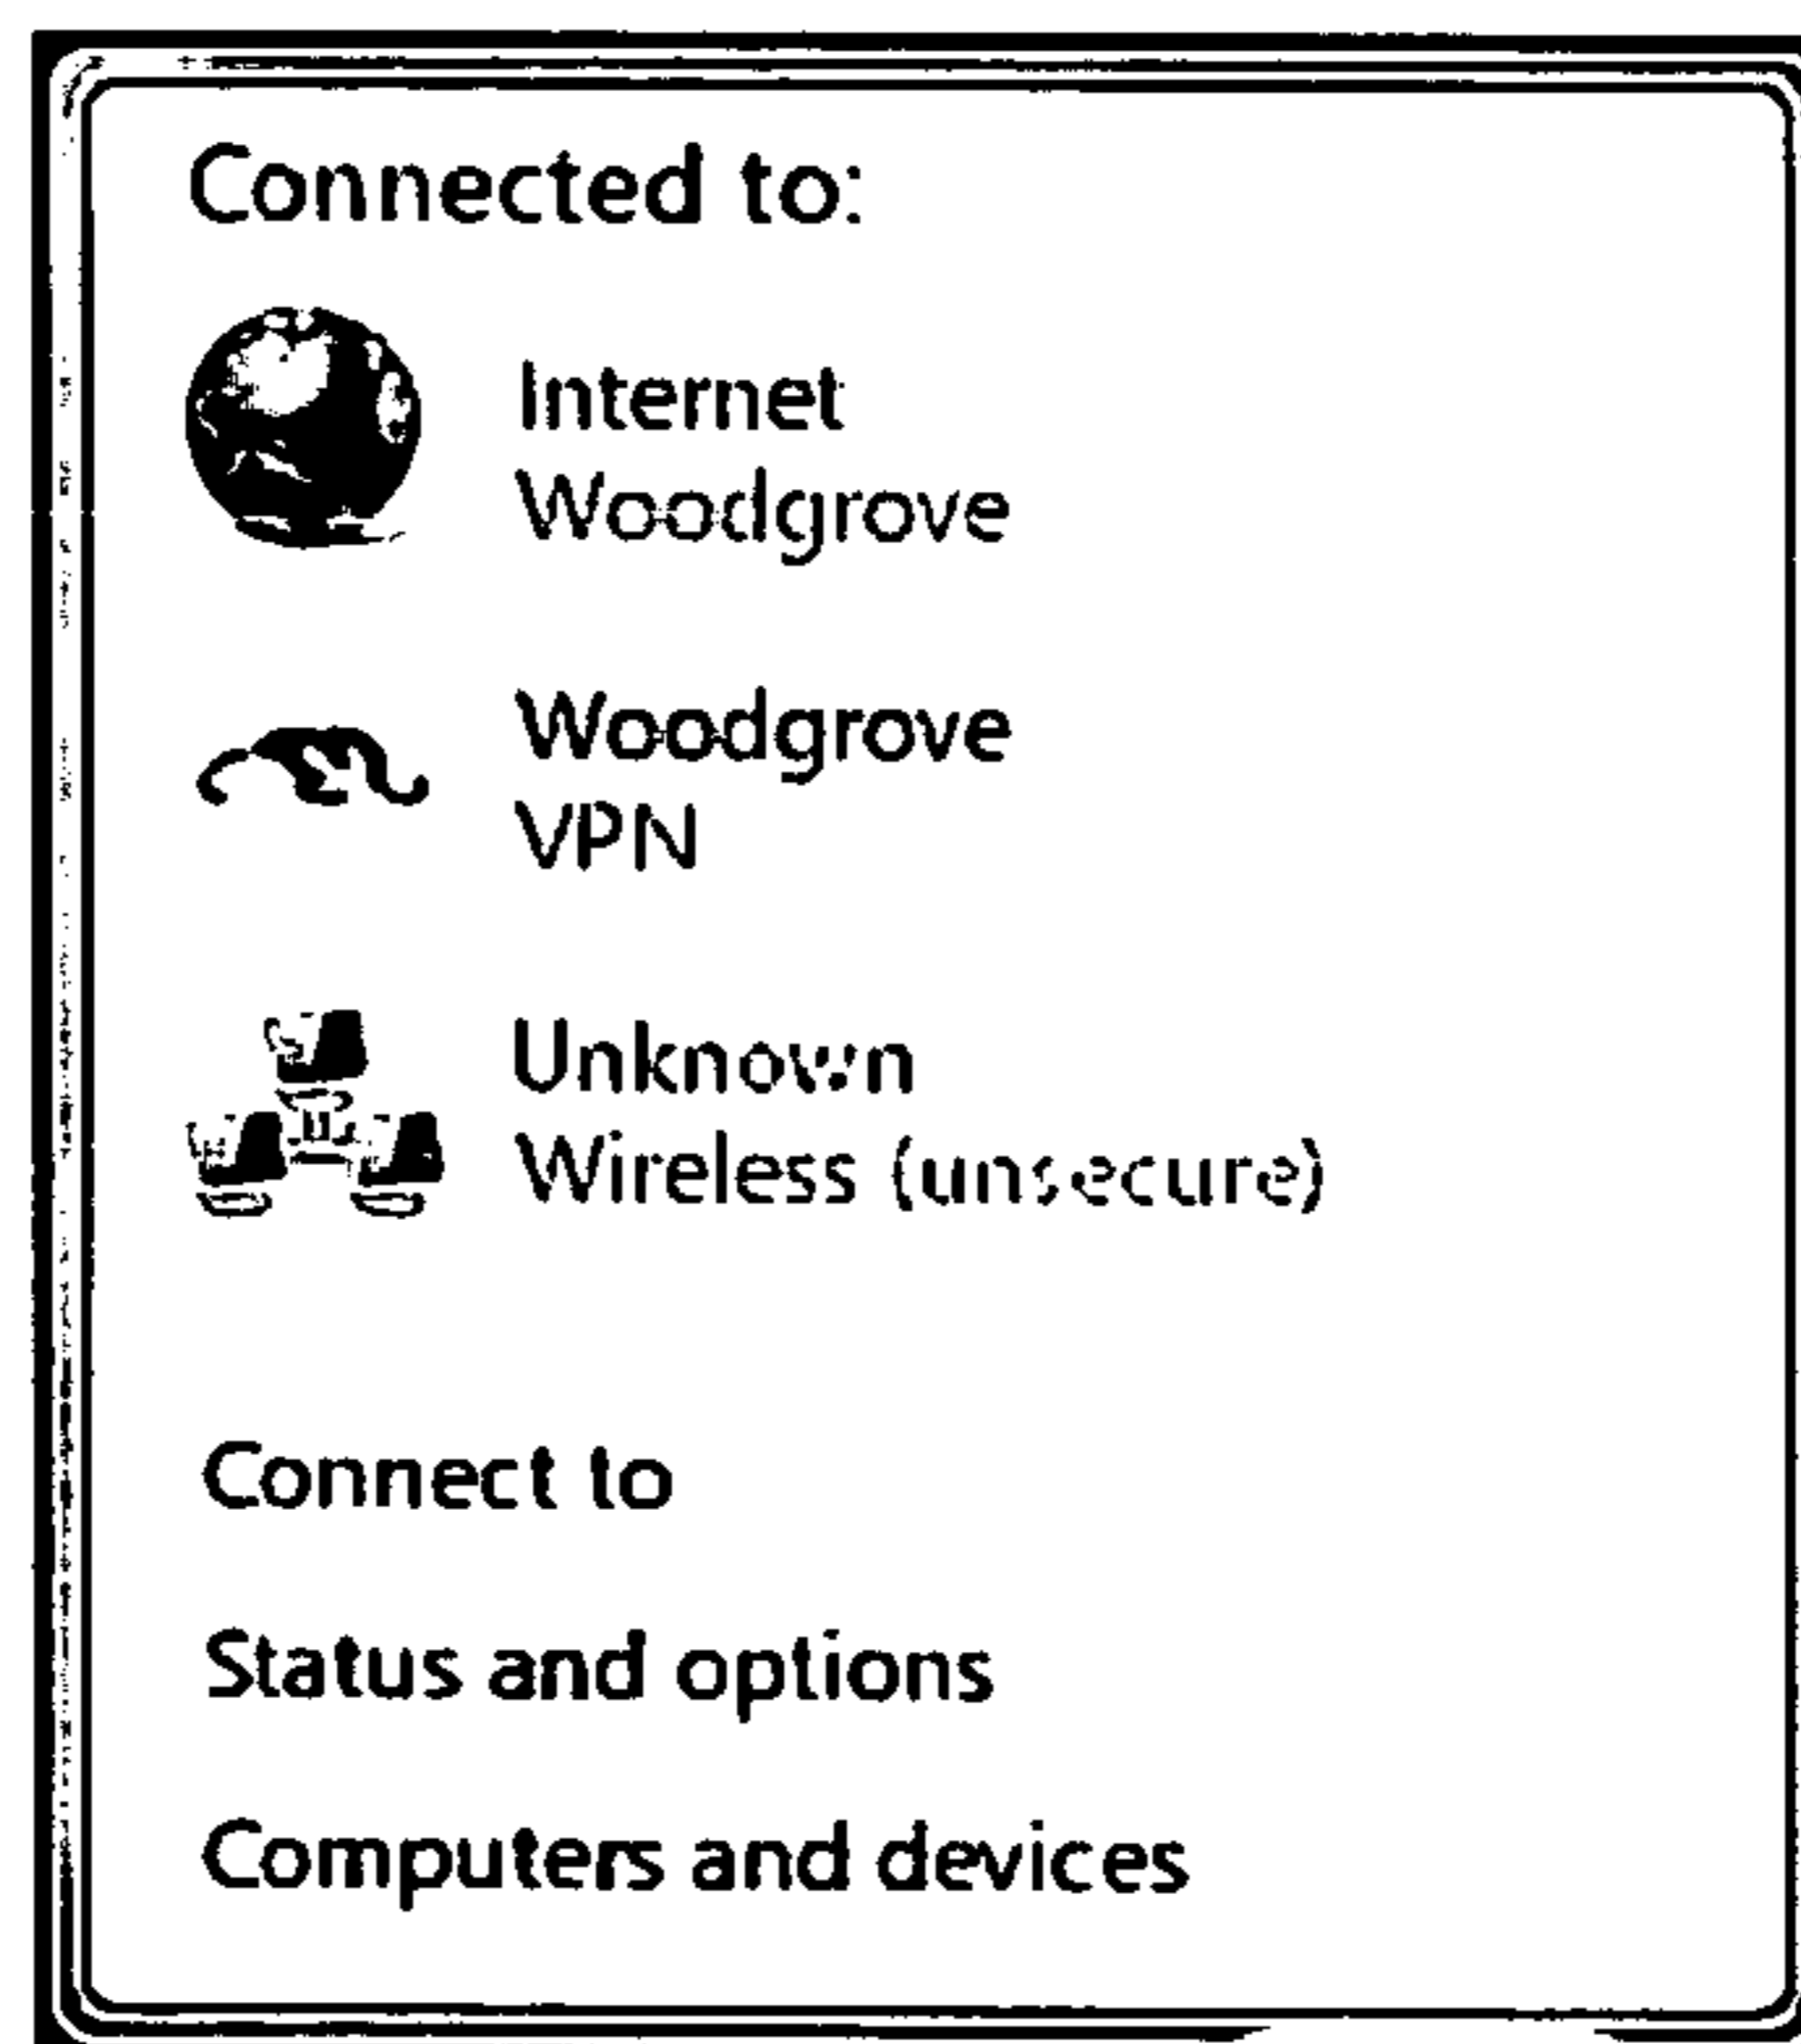 Connected to:
Internet
Woodgrove
Woodgrove
VPN
Unknown
Wireless (unsecure)
Connect to
Status and options
Computers and devices